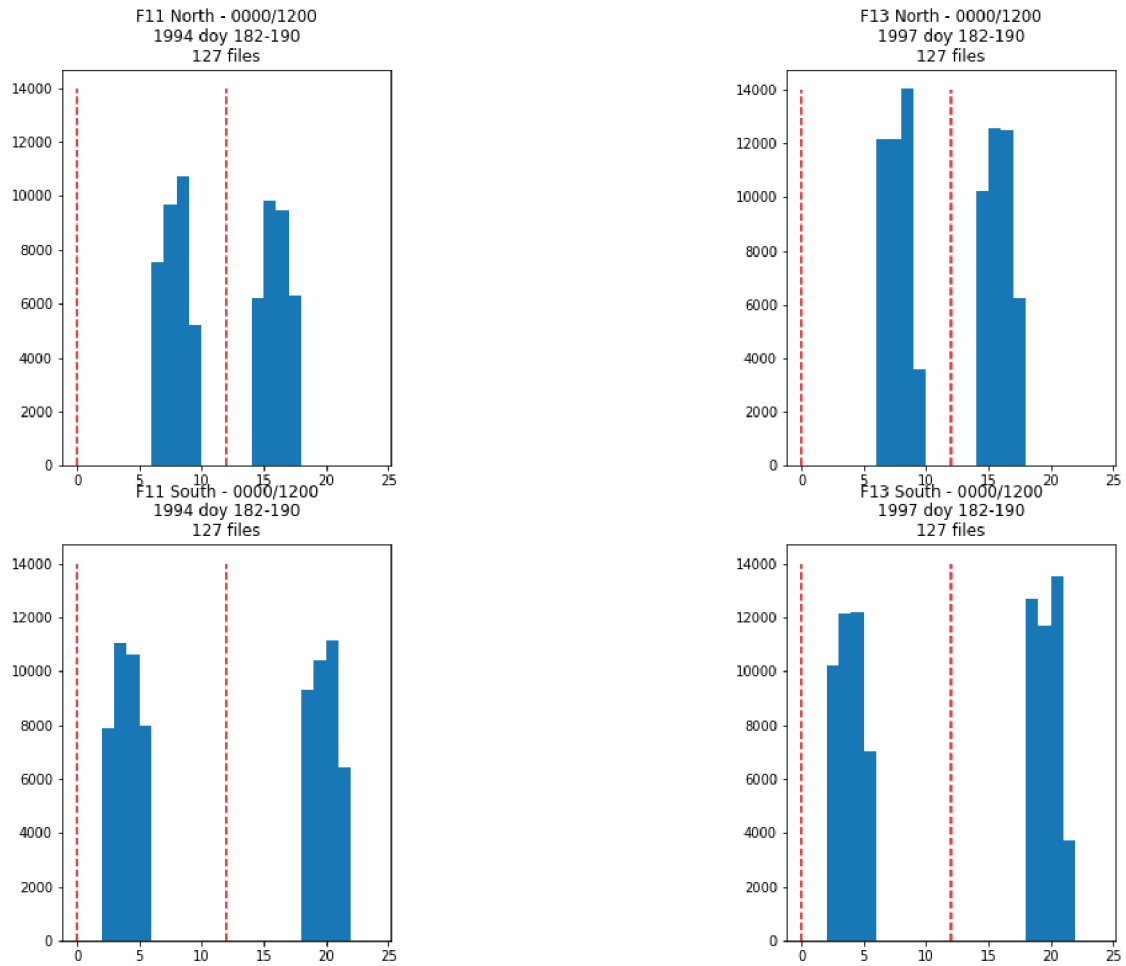 F11 North - 0000/1200
1994 doy 182-190
127 files
14000
12000
10000
8000
6000
4000
2000
0
0 5 10 15 20 25
F13 North - 0000/1200
1997 doy 182-190
127 files
14000
12000
10000
8000
6000
4000
2000
0
0 5 10 15 20 25
F11 South - 0000/1200
1994 doy 182-190
127 files
14000
12000
10000
8000
6000
4000
2000
0
0 5 10 15 20 25
F13 South - 0000/1200
1997 doy 182-190
127 files
14000
12000
10000
8000
6000
4000
2000
0
0 5 10 15 20 25